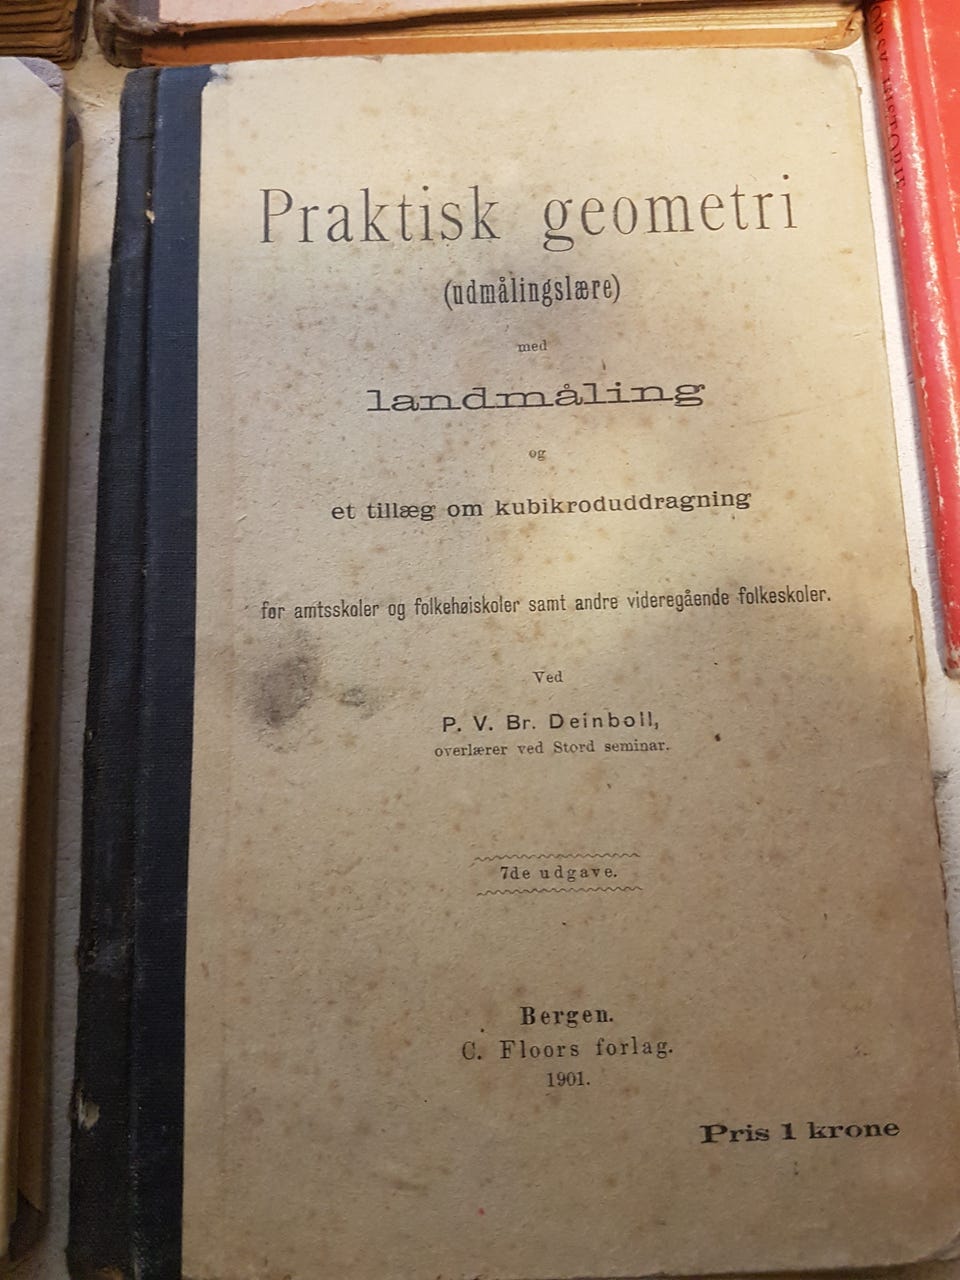 Praktisk geometri
(udmålingslære)
med
landmåling
og
et tillæg om kubikroduddragning
for amtsskoler og folkehøiskoler samt andre videregående folkeskoler.
Ved
P. V. Br. Deinboll,
overlærer ved Stord seminar.
7de udgave.
Bergen.
C. Floors forlag.
1901.
Pris 1 krone
HISTORIE